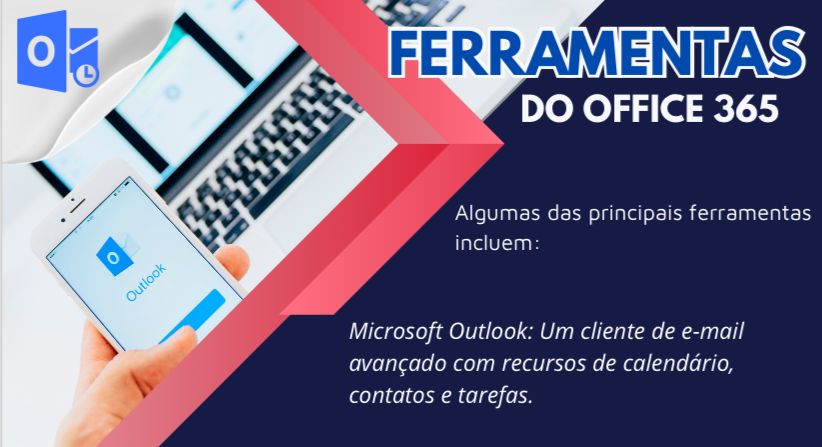 FERRAMENTAS
DO OFFICE 365
Algumas das principais ferramentas
incluem:
Microsoft Outlook: Um cliente de e-mail
avançado com recursos de calendário,
contatos e tarefas.
O
O
Outlook